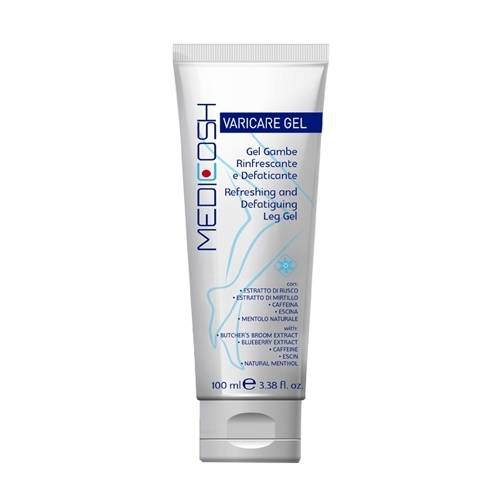 MEDICOSH
VARICARE GEL
Gel Gambe
Rinfrescante
e Defaticante
Refreshing and
Defatiguing
Leg Gel
con:
• ESTRATTO DI RUSCO
• ESTRATTO DI MIRTILLO
• CAFFEINA
• ESCINA
• MENTOLO NATURALE
with:
• BUTCHER'S BROOM EXTRACT
• BLUEBERRY EXTRACT
• CAFFEINE
• ESCIN
• NATURAL MENTHOL
100 ml ℮ 3.38 fl. oz.